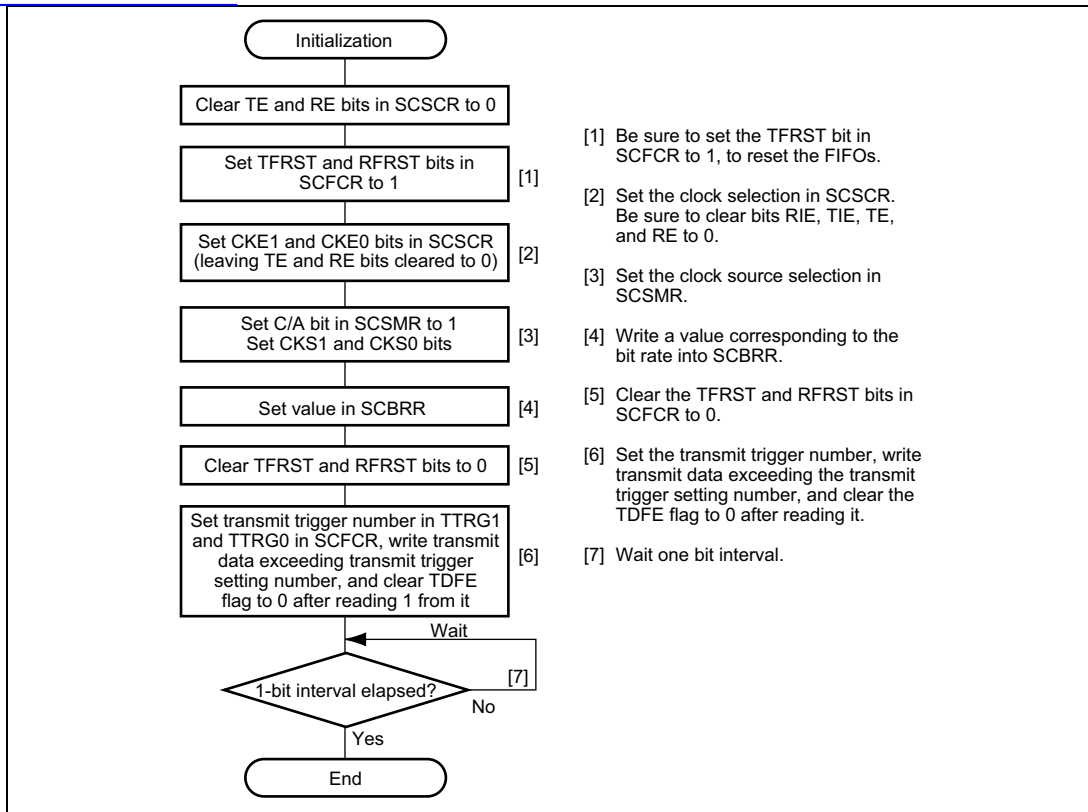 Initialization
Clear TE and RE bits in SCSCR to 0
Set TFRST and RFRST bits in
SCFCR to 1
[1]
Set CKE1 and CKE0 bits in SCSCR
(leaving TE and RE bits cleared to 0)
[2]
Set C/A bit in SCSMR to 1
Set CKS1 and CKS0 bits
[3]
Set value in SCBRR
[4]
Clear TFRST and RFRST bits to 0
[5]
Set transmit trigger number in TTRG1
and TTRG0 in SCFCR, write transmit
data exceeding transmit trigger
setting number, and clear TDFE
flag to 0 after reading 1 from it
[6]
Wait
1-bit interval elapsed?
[7]
No
Yes
End
[1] Be sure to set the TFRST bit in
SCFCR to 1, to reset the FIFOs.
[2] Set the clock selection in SCSCR.
Be sure to clear bits RIE, TIE, TE,
and RE to 0.
[3] Set the clock source selection in
SCSMR.
[4] Write a value corresponding to the
bit rate into SCBRR.
[5] Clear the TFRST and RFRST bits in
SCFCR to 0.
[6] Set the transmit trigger number, write
transmit data exceeding the transmit
trigger setting number, and clear the
TDFE flag to 0 after reading it.
[7] Wait one bit interval.